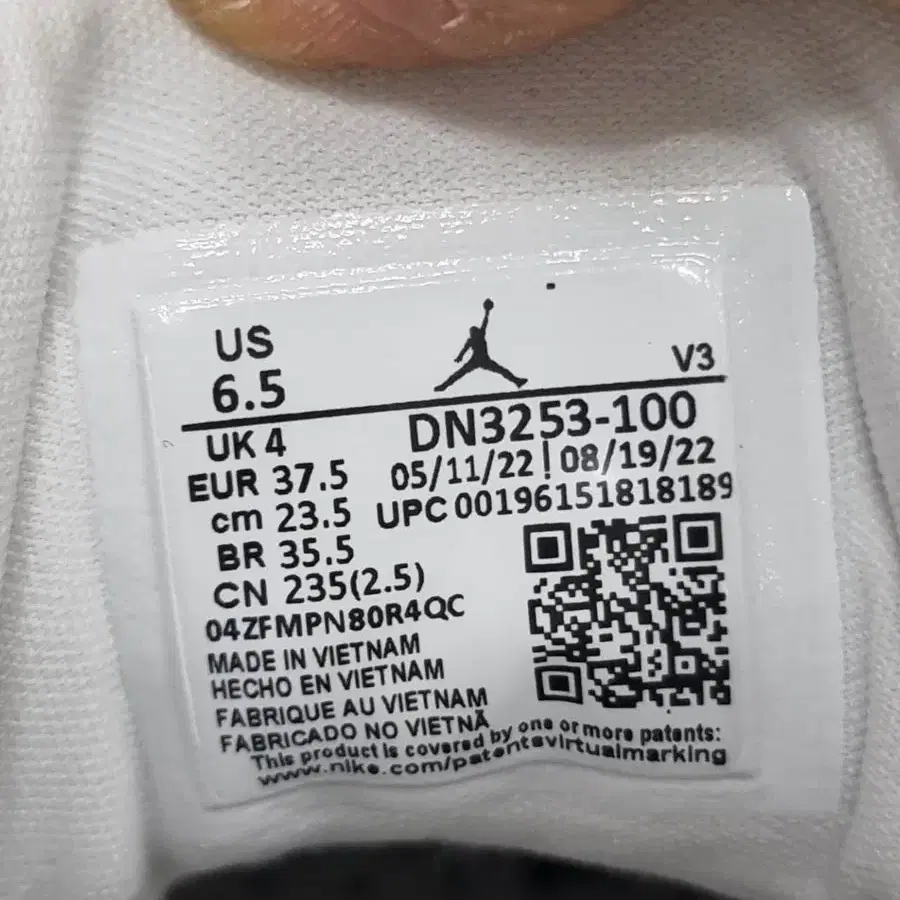 US
6.5
V3
UK 4
EUR 37.5
cm 23.5
BR 35.5
CN 235(2.5)
DN3253-100
05/11/22 | 08/19/22
UPC 00196151818189
04ZFMPN80R4QC
MADE IN VIETNAM
HECHO EN VIETNAM
FABRIQUE AU VIETNAM
FABRICADO NO VIETNÃ
This product is covered by one or more patents:
www.nike.com/patentsvirtualmarking